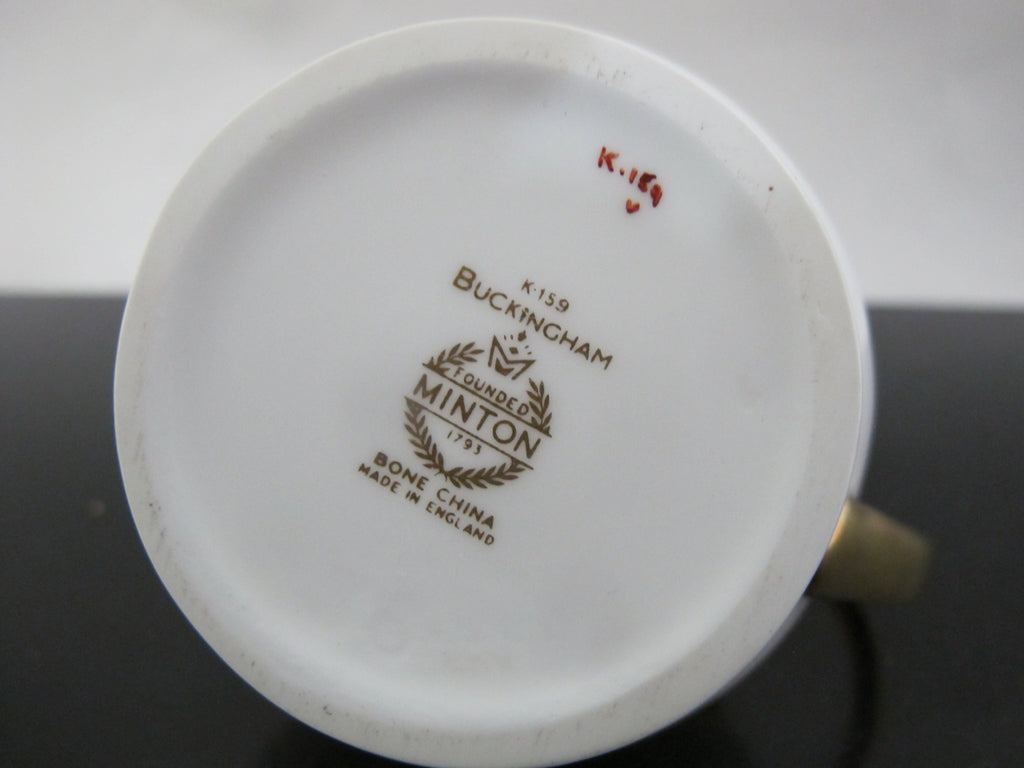 K.159
K·159
BUCKINGHAM
FOUNDED
MINTON
1793
BONE CHINA
MADE IN ENGLAND